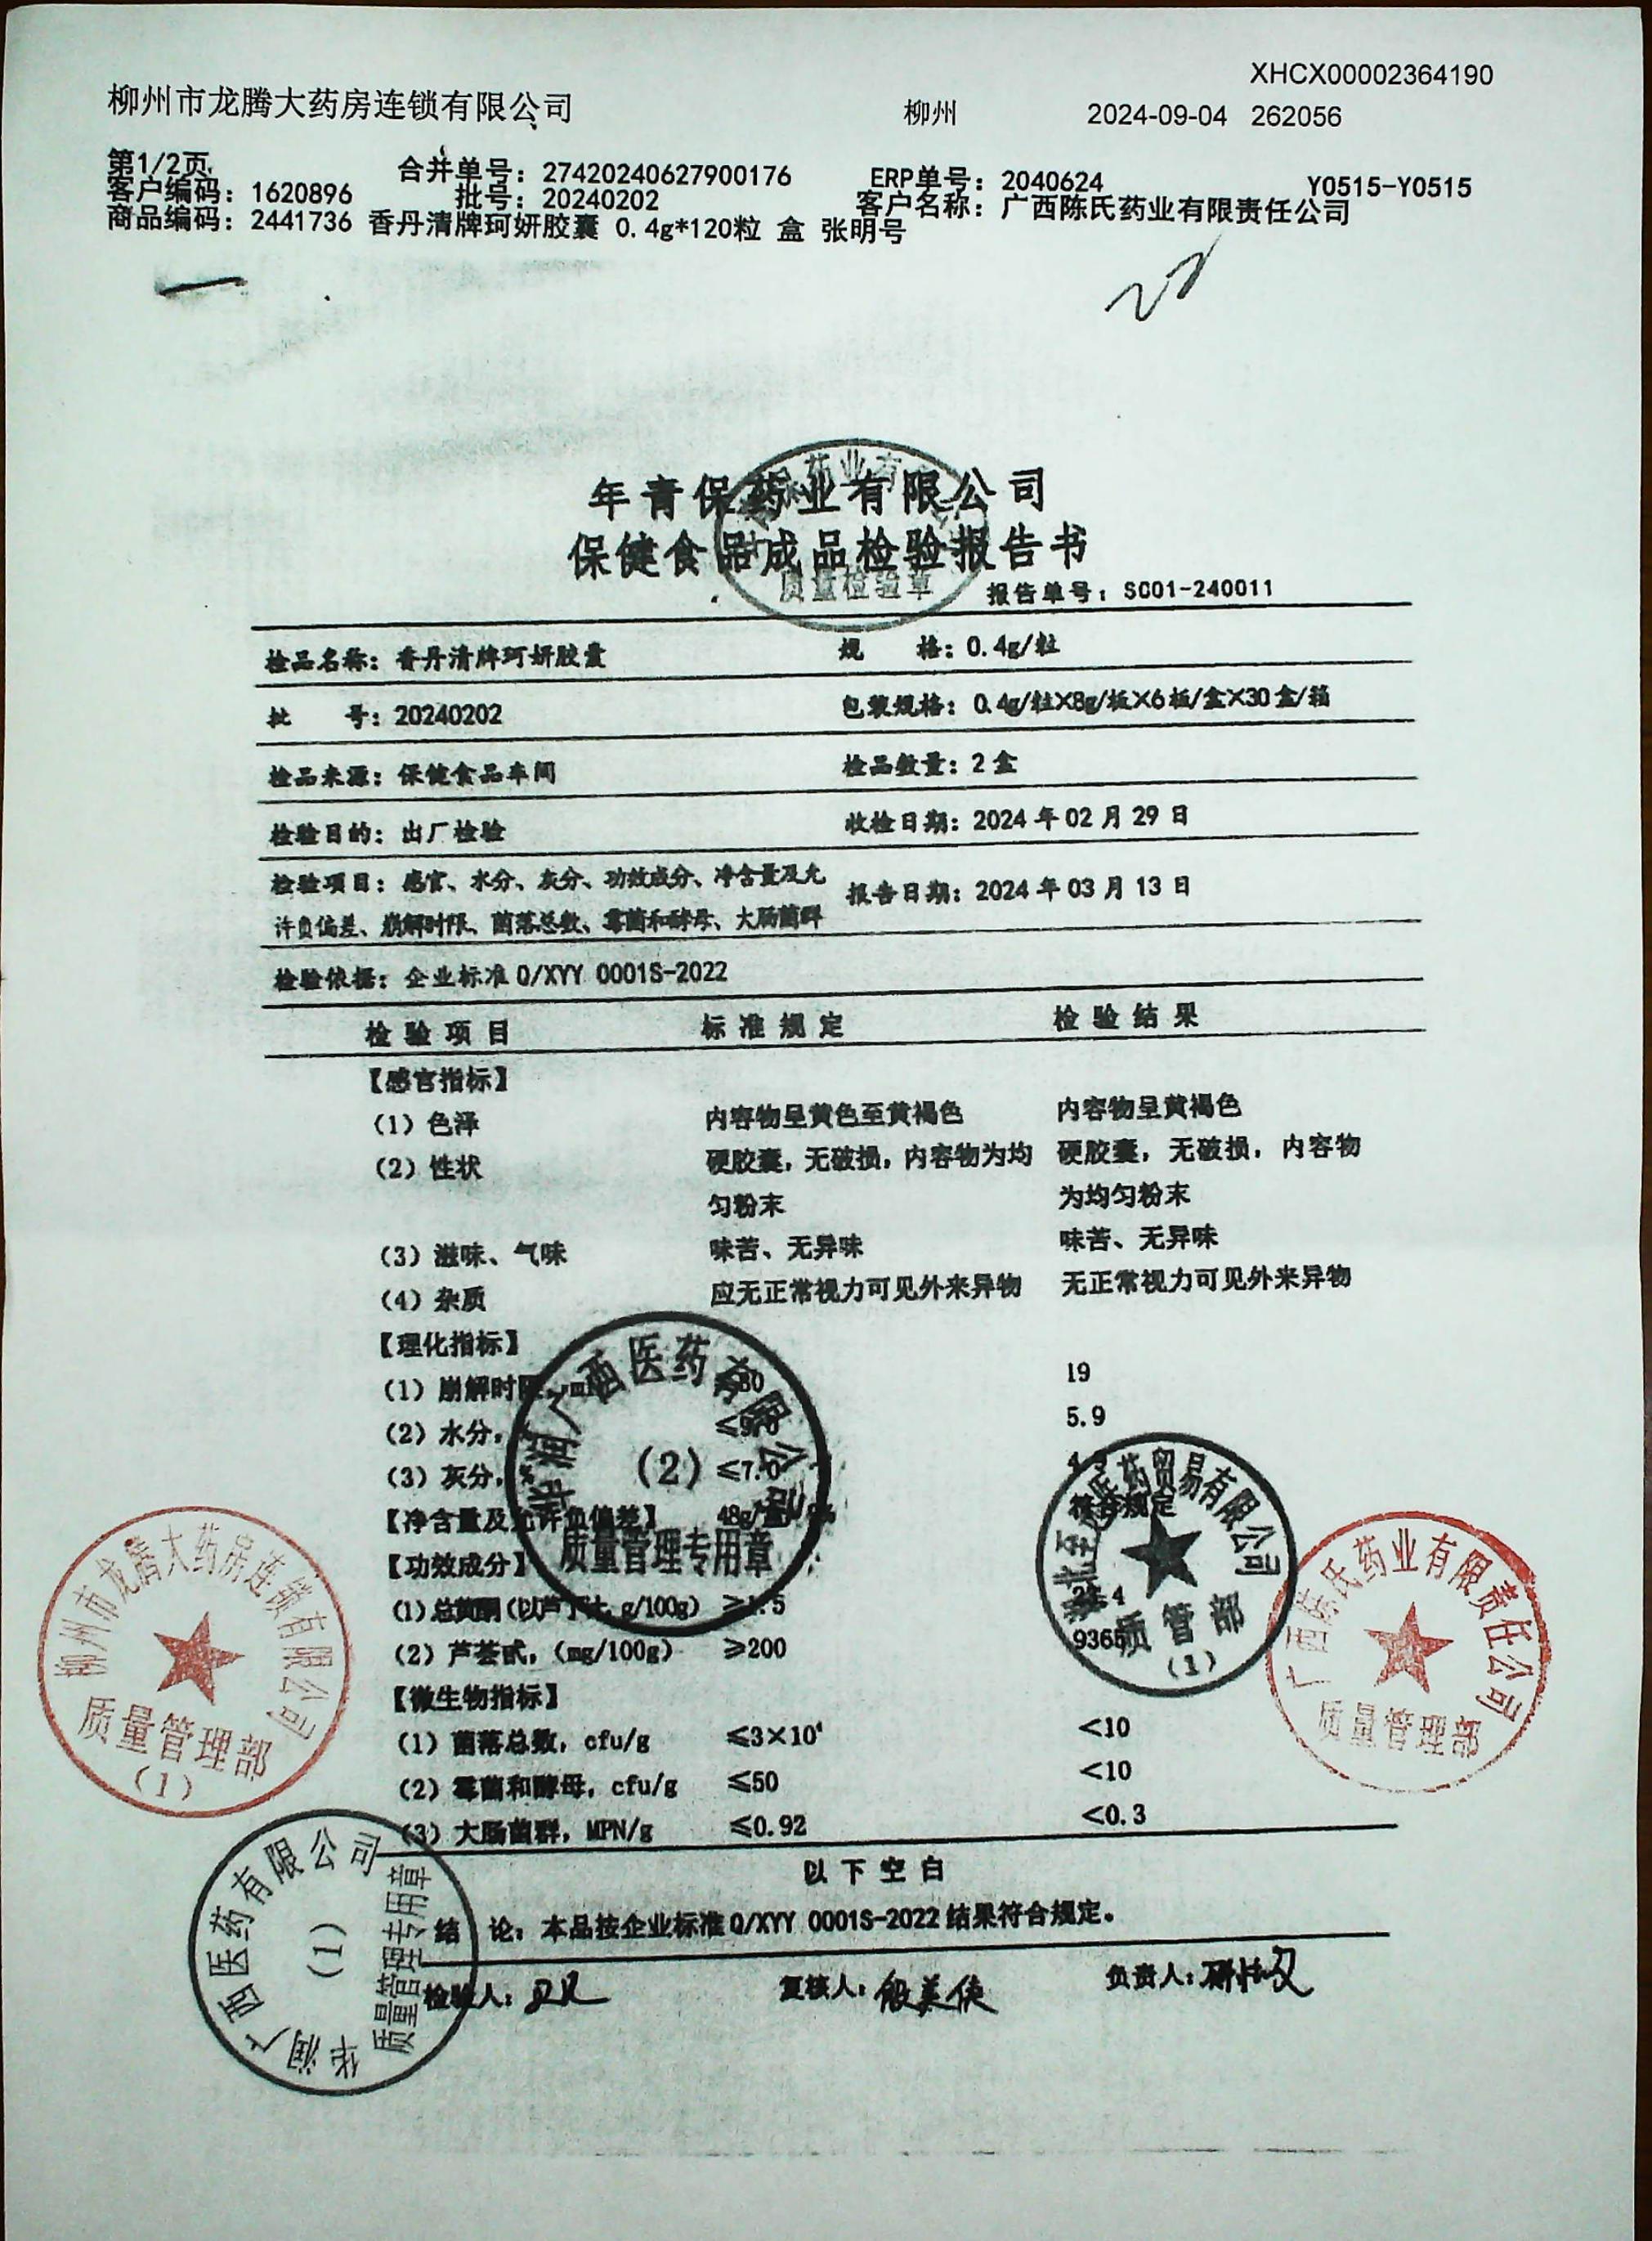 XHCX00002364190
柳州市龙腾大药房连锁有限公司 柳州 2024-09-04 262056
第1/2页 合并单号：27420240627900176 ERP单号：2040624 Y0515-Y0515
客户编码：1620896 批号：20240202 客户名称：广西陈氏药业有限责任公司
商品编码：2441736 香丹清牌珂妍胶囊 0.4g*120粒 盒 张明号
年青保药业有限公司
保健食品成品检验报告书
质量检验章
报告单号：SC01-240011
检品名称：香丹清牌珂妍胶囊 规 格：0.4g/粒
批 号：20240202 包装规格：0.4g/粒×8g/板×6板/盒×30盒/箱
检品来源：保健食品车间 检品数量：2盒
检验目的：出厂检验 收检日期：2024年02月29日
检验项目：感官、水分、灰分、功效成分、净含量及允
许负偏差、崩解时限、菌落总数、霉菌和酵母、大肠菌群
报告日期：2024年03月13日
检验依据：企业标准Q/XYY 0001S-2022
检验项目 标准规定 检验结果
【感官指标】
(1) 色泽 内容物呈黄色至黄褐色 内容物呈黄褐色
(2) 性状 硬胶囊，无破损，内容物为均 硬胶囊，无破损，内容物
匀粉末 为均匀粉末
(3) 滋味、气味 味苦、无异味 味苦、无异味
(4) 杂质 应无正常视力可见外来异物 无正常视力可见外来异物
【理化指标】
(1) 崩解时限 19
(2) 水分， 5.9
(3) 灰分，% ≤7.0
【净含量及允许负偏差】 48g/ 符合规定
【功效成分】
(1) 总黄酮(以芦丁计，g/100g) ≥1.5
(2) 芦荟甙，(mg/100g) ≥200 9365
【微生物指标】
(1) 菌落总数，cfu/g ≤3×10⁴ <10
(2) 霉菌和酵母，cfu/g ≤50 <10
(3) 大肠菌群，MPN/g ≤0.92 <0.3
以下空白
结 论：本品按企业标准Q/XYY 0001S-2022结果符合规定。
检验人： 复核人： 负责人：
华润广西医药有限公司
(2)
质量管理专用章
医药贸易有限公司
质管部
(1)
柳州市龙腾大药房连锁有限公司
质量管理部
(1)
广西陈氏药业有限责任公司
质量管理部
华润广西医药有限公司
(1)
质量管理专用章